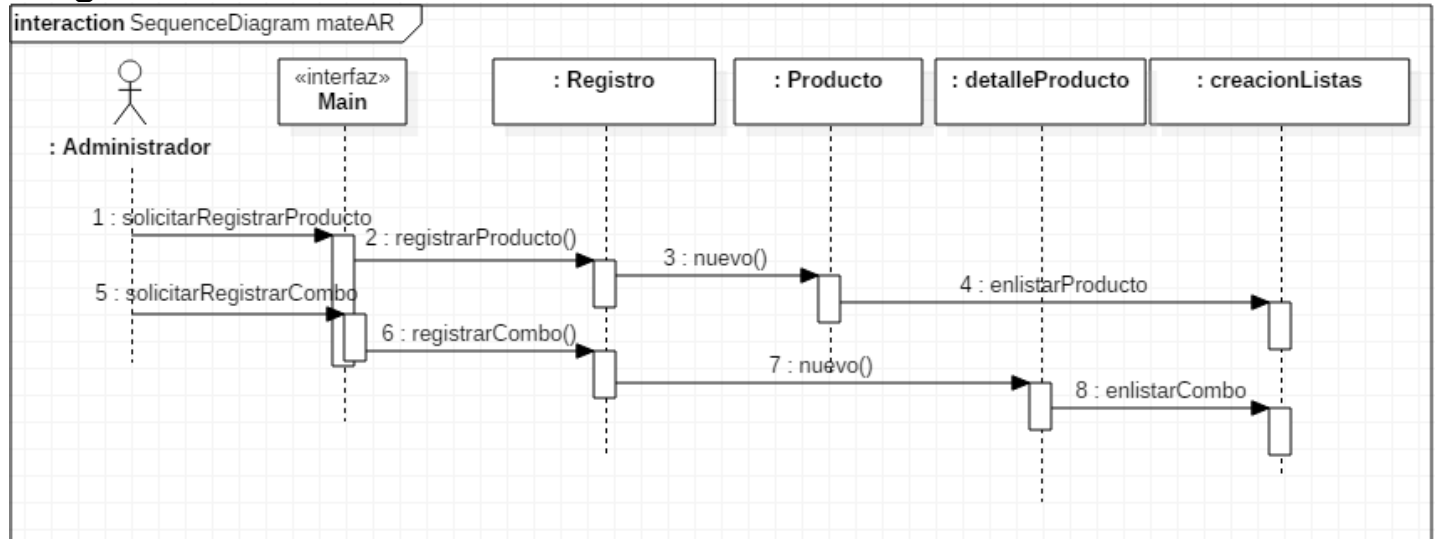 interaction SequenceDiagram mateAR
«interfaz»
Main
: Registro
: Producto
: detalleProducto
: creacionListas
: Administrador
1 : solicitarRegistrarProducto
2 : registrarProducto()
3 : nuevo()
4 : enlistarProducto
5 : solicitarRegistrarCombo
6 : registrarCombo()
7 : nuevo()
8 : enlistarCombo